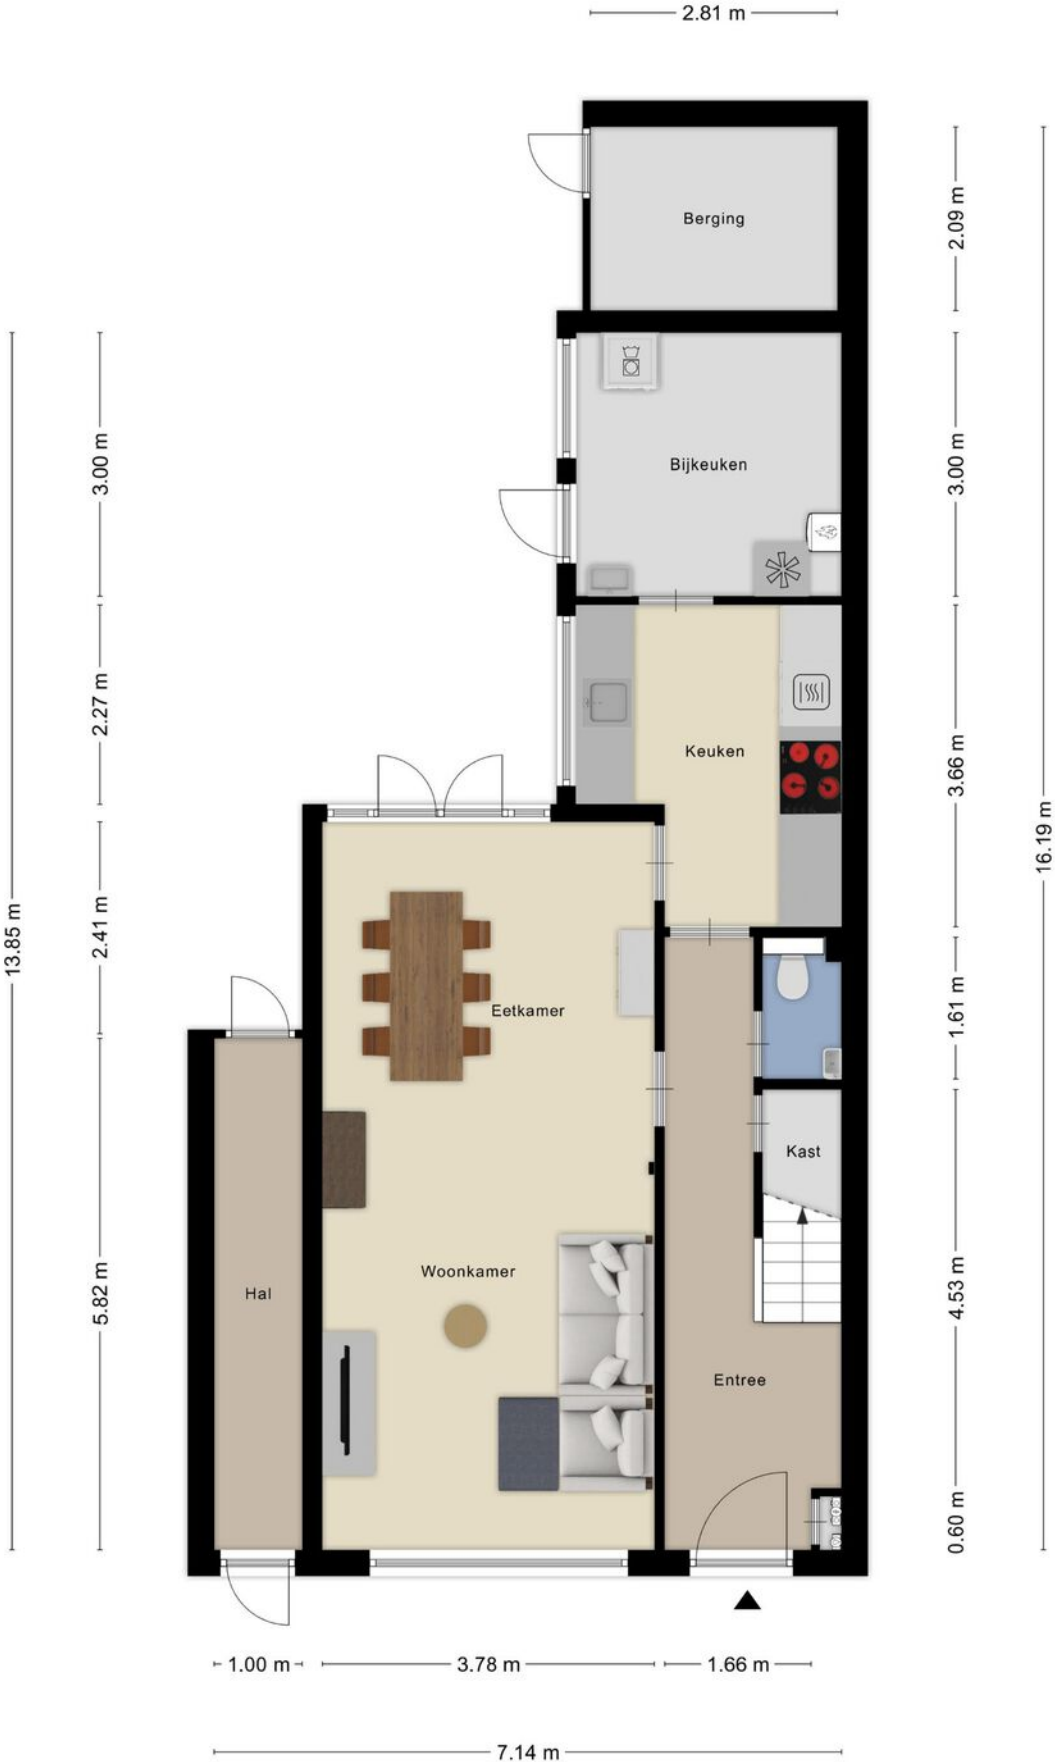 2.81 m
Berging
2.09 m
3.00 m
Bijkeuken
3.00 m
2.27 m
Keuken
3.66 m
16.19 m
13.85 m
2.41 m
Eetkamer
1.61 m
Kast
Woonkamer
Hal
5.82 m
4.53 m
Entree
0.60 m
1.00 m
3.78 m
1.66 m
7.14 m